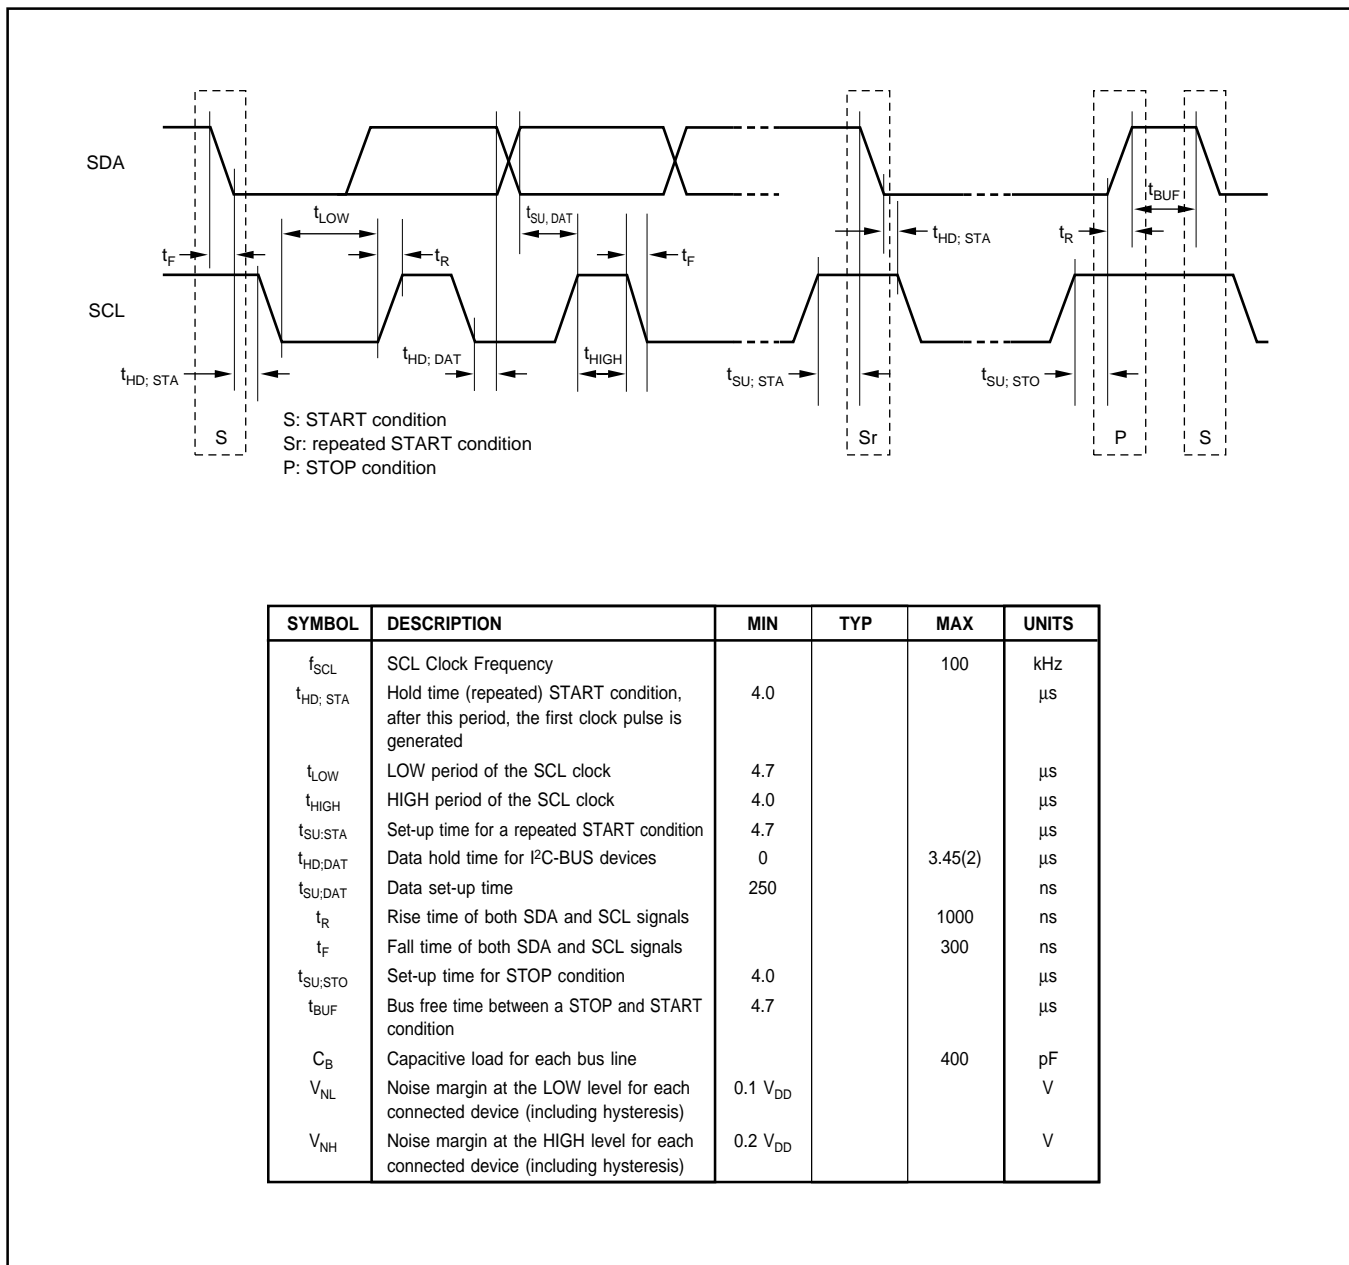 SDA
t_BUF
t_LOW
t_SU, DAT
t_HD; STA
t_F
t_R
t_F
t_R
SCL
t_HD; STA
t_HD; DAT
t_HIGH
t_SU; STA
t_SU; STO
S: START condition
Sr: repeated START condition
P: STOP condition
S
Sr
P
S
SYMBOL DESCRIPTION MIN TYP MAX UNITS
f_SCL SCL Clock Frequency 100 kHz
t_HD; STA Hold time (repeated) START condition, 4.0 μs
after this period, the first clock pulse is
generated
t_LOW LOW period of the SCL clock 4.7 μs
t_HIGH HIGH period of the SCL clock 4.0 μs
t_SU:STA Set-up time for a repeated START condition 4.7 μs
t_HD;DAT Data hold time for I²C-BUS devices 0 3.45(2) μs
t_SU;DAT Data set-up time 250 ns
t_R Rise time of both SDA and SCL signals 1000 ns
t_F Fall time of both SDA and SCL signals 300 ns
t_SU;STO Set-up time for STOP condition 4.0 μs
t_BUF Bus free time between a STOP and START 4.7 μs
condition
C_B Capacitive load for each bus line 400 pF
V_NL Noise margin at the LOW level for each 0.1 V_DD V
connected device (including hysteresis)
V_NH Noise margin at the HIGH level for each 0.2 V_DD V
connected device (including hysteresis)